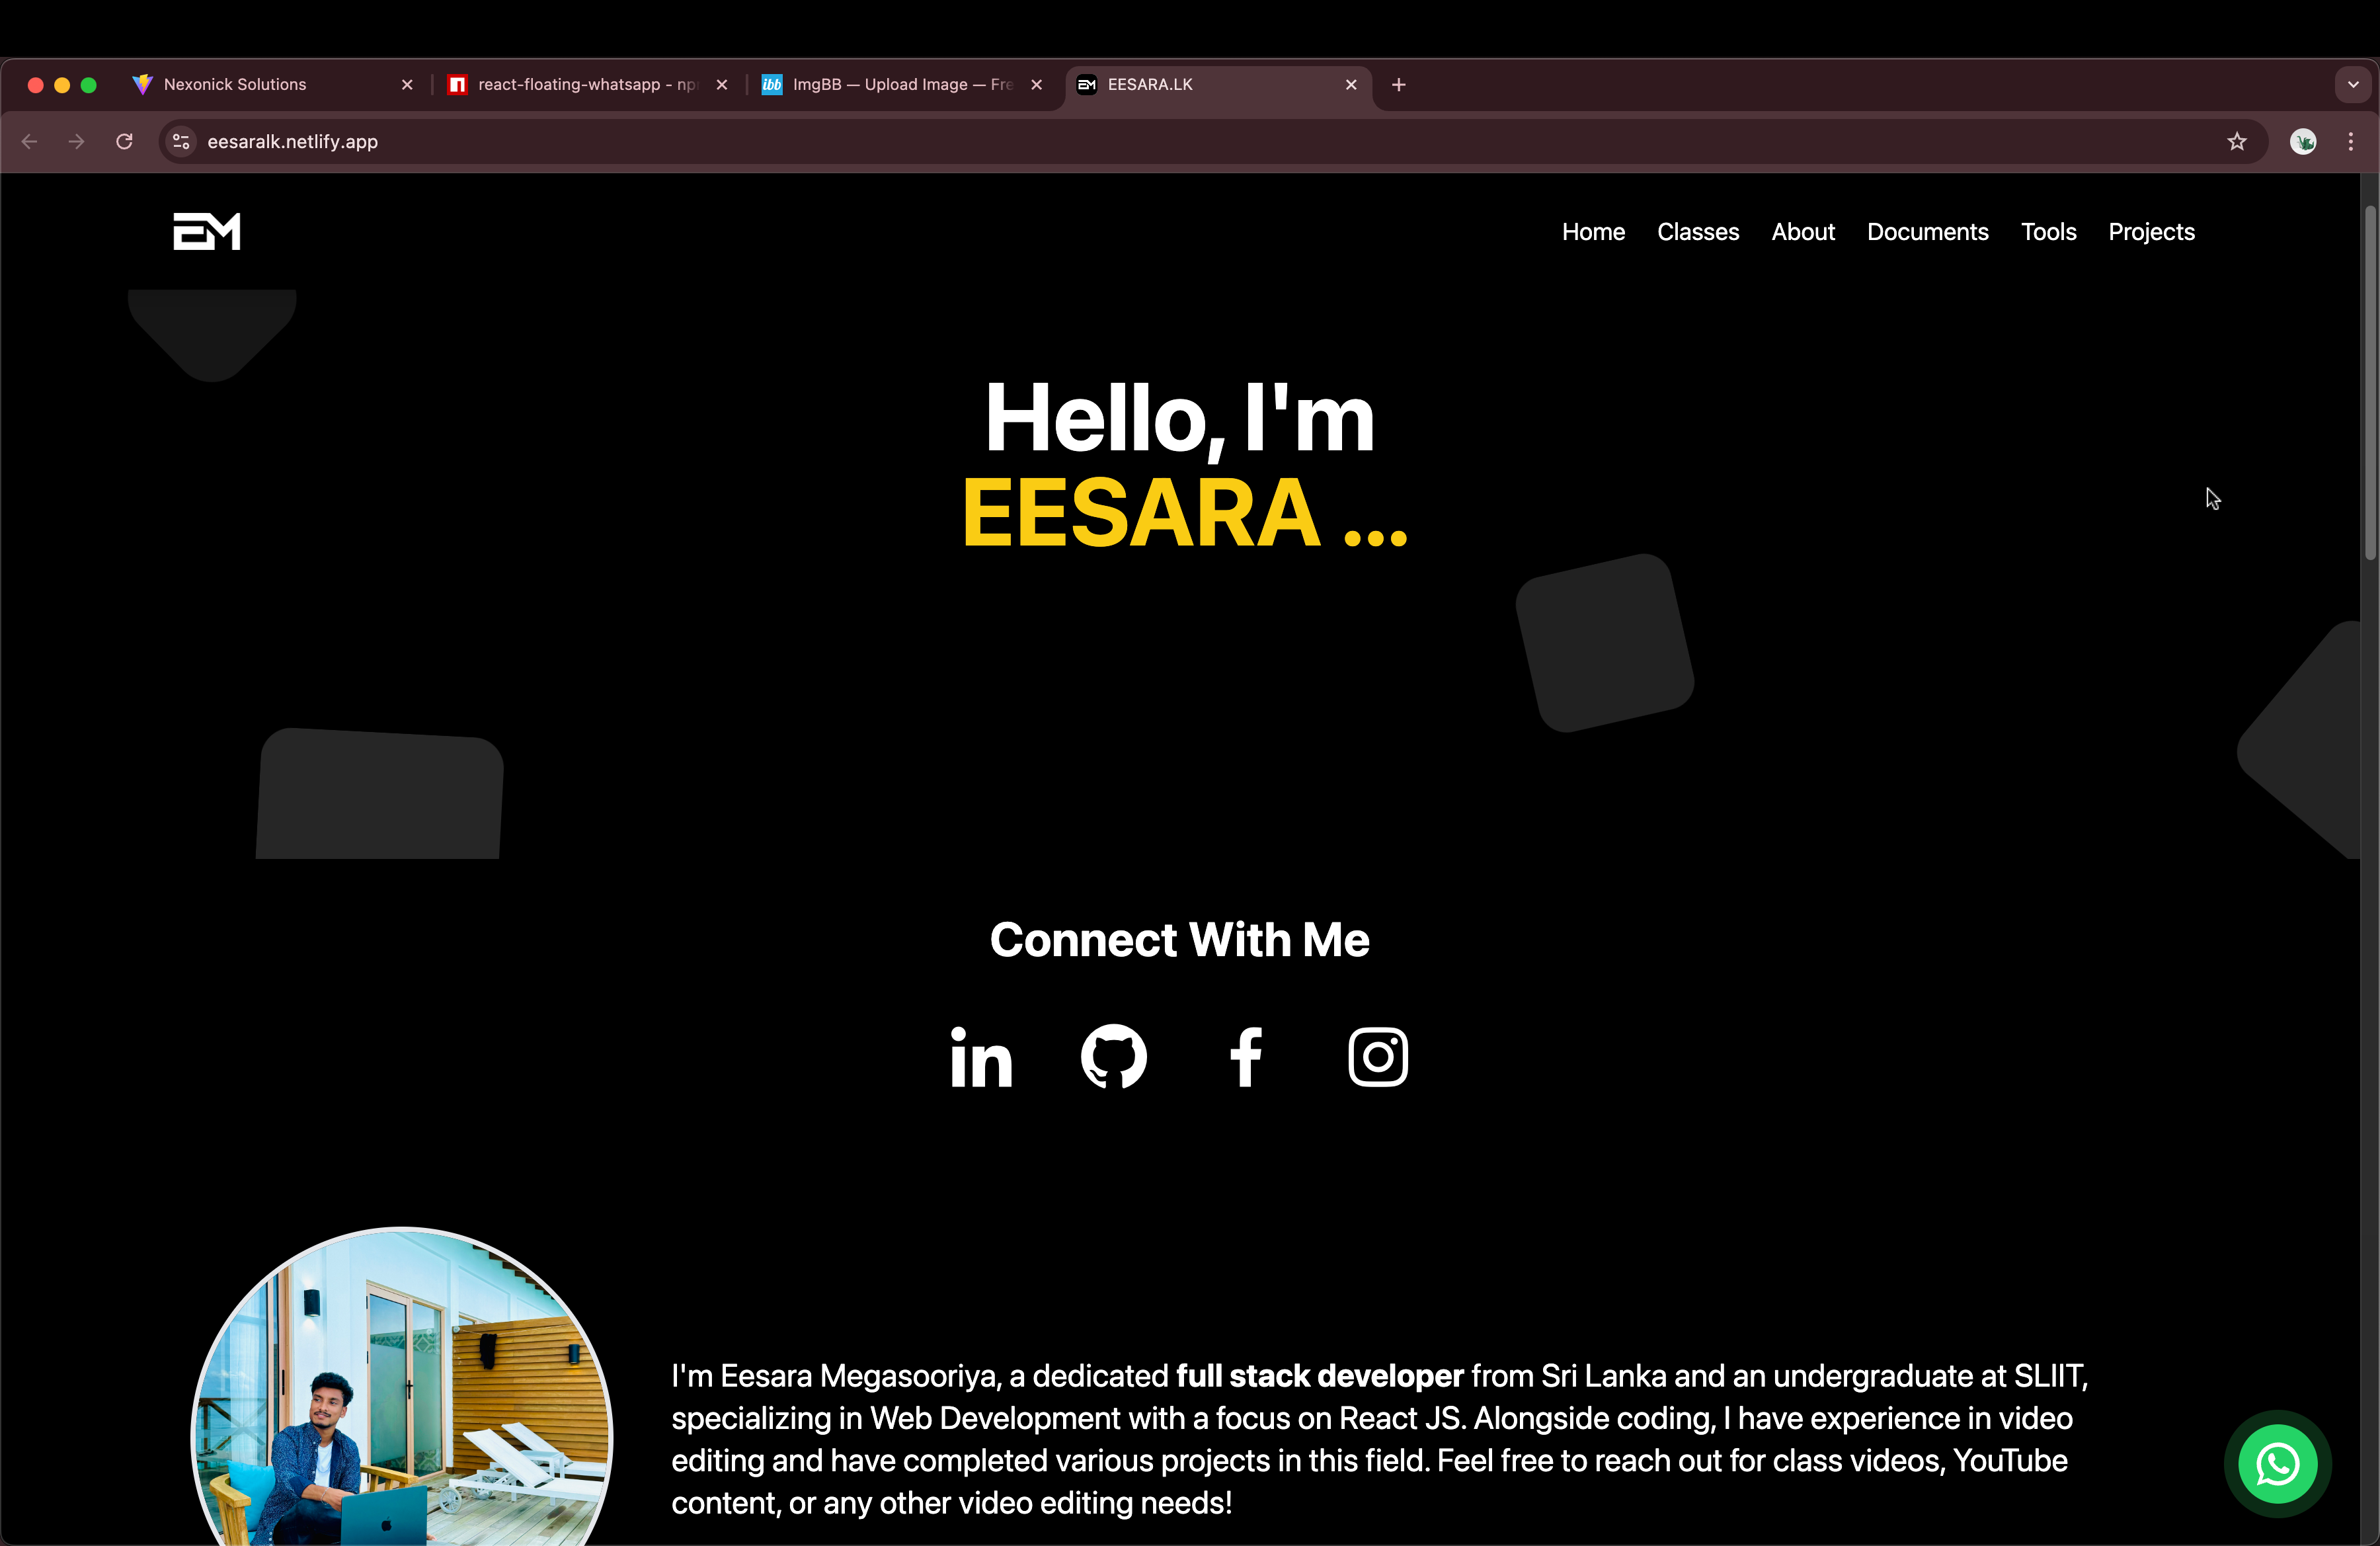 Nexonick Solutions
react-floating-whatsapp - np
ImgBB — Upload Image — Fre
EESARA.LK
eesaralk.netlify.app
EM
Home Classes About Documents Tools Projects
Hello, I'm
EESARA ...
Connect With Me
I'm Eesara Megasooriya, a dedicated full stack developer from Sri Lanka and an undergraduate at SLIIT,
specializing in Web Development with a focus on React JS. Alongside coding, I have experience in video
editing and have completed various projects in this field. Feel free to reach out for class videos, YouTube
content, or any other video editing needs!